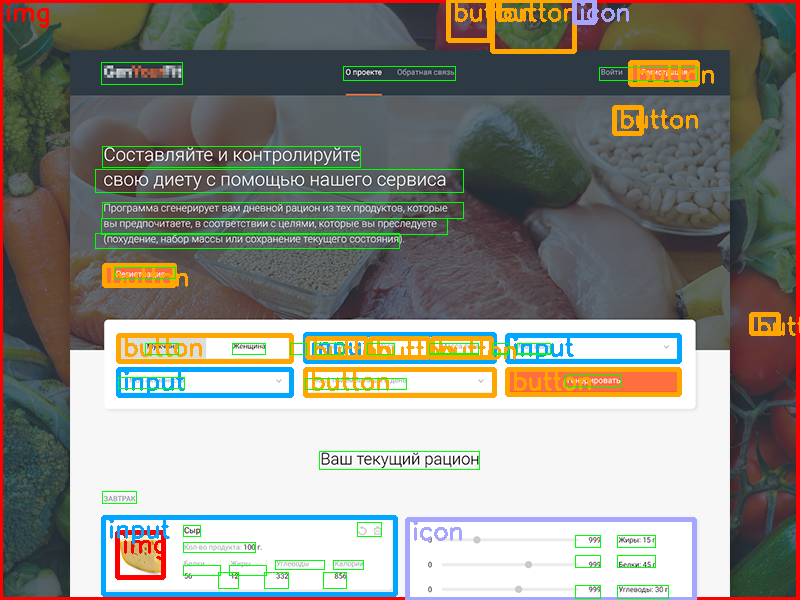 img
button
button
icon
GenYourFit
О проекте
Обратная связь
Войти
button
button
Составляйте и контролируйте
свою диету с помощью нашего сервиса
Программа сгенерирует вам дневной рацион из тех продуктов, которые
вы предпочитаете, в соответствии с целями, которые вы преследуете
(похудение, набор массы или сохранение текущего состояния).
button
button
Женщина
input
button
button
input
input
button
button
Ваш текущий рацион
ЗАВТРАК
input
img
Сыр
Кол-во продукта: 100 г.
Белки
Жиры
Углеводы
Калории
56
12
332
856
icon
0
999
Жиры: 15 г
0
999
Белки: 45 г
0
999
Углеводы: 30 г